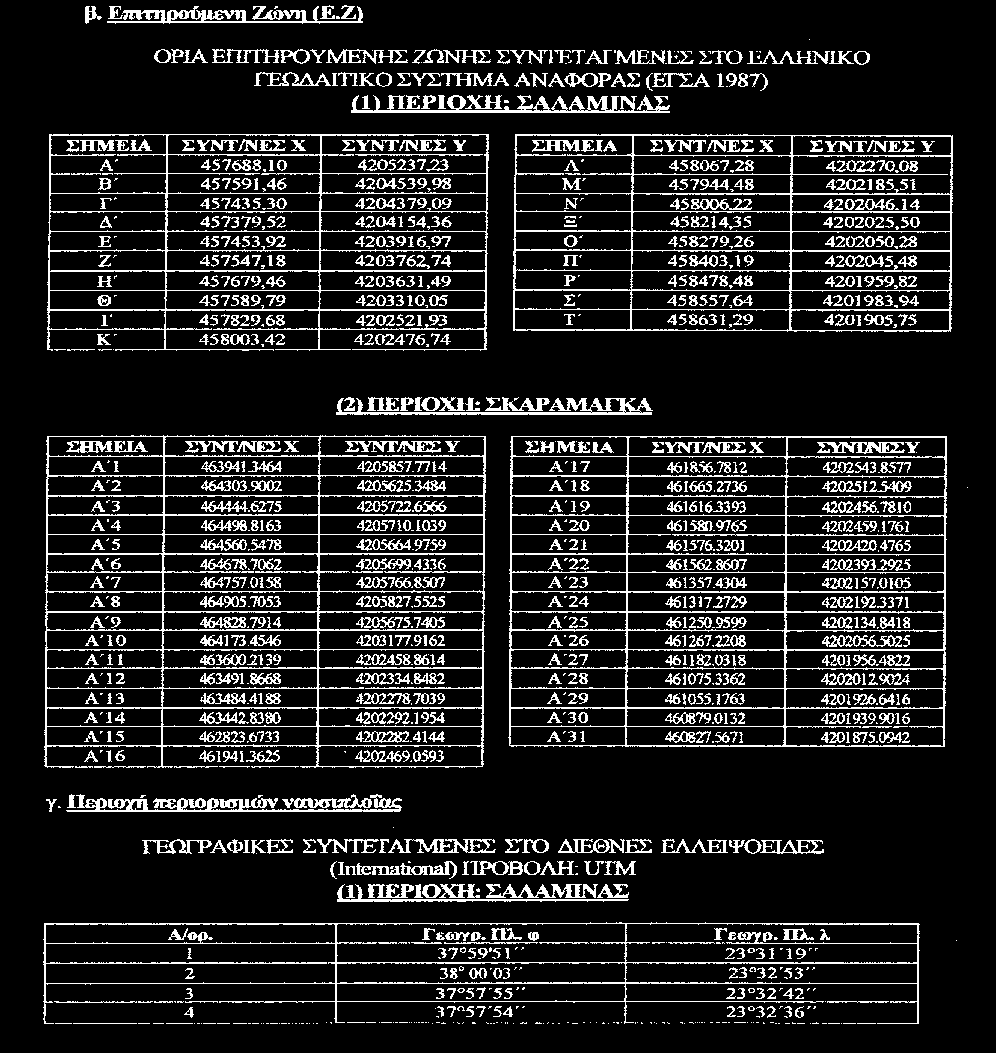 β. Επιτηρούμενη Ζώνη (Ε.Ζ)
ΟΡΙΑ ΕΠΙΤΗΡΟΥΜΕΝΗΣ ΖΩΝΗΣ ΣΥΝΤΕΤΑΓΜΕΝΕΣ ΣΤΟ ΕΛΛΗΝΙΚΟ
ΓΕΩΔΑΙΤΙΚΟ ΣΥΣΤΗΜΑ ΑΝΑΦΟΡΑΣ (ΕΓΣΑ 1987)
(1) ΠΕΡΙΟΧΗ: ΣΑΛΑΜΙΝΑΣ
ΣΗΜΕΙΑ ΣΥΝΤ/ΝΕΣ Χ ΣΥΝΤ/ΝΕΣ Υ
Α΄ 457688,10 4205237,23
Β΄ 457591,46 4204539,98
Γ΄ 457435,30 4204379,09
Δ΄ 457379,52 4204154,36
Ε΄ 457453,92 4203916,97
Ζ΄ 457547,18 4203762,74
Η΄ 457679,46 4203631,49
Θ΄ 457589,79 4203310,05
Ι΄ 457829,68 4202521,93
Κ΄ 458003,42 4202476,74
ΣΗΜΕΙΑ ΣΥΝΤ/ΝΕΣ Χ ΣΥΝΤ/ΝΕΣ Υ
Λ΄ 458067,28 4202270,08
Μ΄ 457944,48 4202185,51
Ν΄ 458006,22 4202046,14
Ξ΄ 458214,35 4202025,50
Ο΄ 458279,26 4202050,28
Π΄ 458403,19 4202045,48
Ρ΄ 458478,48 4201959,82
Σ΄ 458557,64 4201983,94
Τ΄ 458631,29 4201905,75
(2) ΠΕΡΙΟΧΗ: ΣΚΑΡΑΜΑΓΚΑ
ΣΗΜΕΙΑ ΣΥΝΤ/ΝΕΣ Χ ΣΥΝΤ/ΝΕΣ Υ
Α΄1 463941.3464 4205857.7714
Α΄2 464303.9002 4205625.3484
Α΄3 464444.6275 4205722.6566
Α΄4 464498.8163 4205710.1039
Α΄5 464560.5478 4205664.9759
Α΄6 464678.7062 4205699.4336
Α΄7 464757.0158 4205766.8507
Α΄8 464905.7053 4205827.5525
Α΄9 464828.7914 4205675.7405
Α΄10 464173.4546 4203177.9162
Α΄11 463600.2139 4202458.8614
Α΄12 463491.8668 4202334.8482
Α΄13 463484.4188 4202278.7039
Α΄14 463442.8380 4202292.1954
Α΄15 462823.6733 4202282.4144
Α΄16 461941.3625 4202469.0593
ΣΗΜΕΙΑ ΣΥΝΤ/ΝΕΣ Χ ΣΥΝΤ/ΝΕΣ Υ
Α΄17 461856.7812 4202543.8577
Α΄18 461665.2736 4202512.5409
Α΄19 461616.3393 4202456.7810
Α΄20 461580.9765 4202459.1761
Α΄21 461576.3201 4202420.4765
Α΄22 461562.8607 4202393.2925
Α΄23 461357.4304 4202157.0105
Α΄24 461317.2729 4202192.3371
Α΄25 461250.9599 4202134.8418
Α΄26 461267.2208 4202056.5025
Α΄27 461182.0318 4201956.4822
Α΄28 461075.3362 4202012.9024
Α΄29 461055.1763 4201926.6416
Α΄30 460879.0132 4201939.9016
Α΄31 460827.5671 4201875.0942
γ. Περιοχή περιορισμών ναυσιπλοΐας
ΓΕΩΓΡΑΦΙΚΕΣ ΣΥΝΤΕΤΑΓΜΕΝΕΣ ΣΤΟ ΔΙΕΘΝΕΣ ΕΛΛΕΙΨΟΕΙΔΕΣ
(International) ΠΡΟΒΟΛΗ: UTM
(1) ΠΕΡΙΟΧΗ: ΣΑΛΑΜΙΝΑΣ
Α/ορ. Γεωγρ. Πλ. φ Γεωγρ. Πλ. λ
1 37°59'51΄΄ 23°31΄19΄΄
2 38° 00΄03΄΄ 23°32΄53΄΄
3 37°57΄55΄΄ 23°32΄42΄΄
4 37°57΄54΄΄ 23°32΄36΄΄